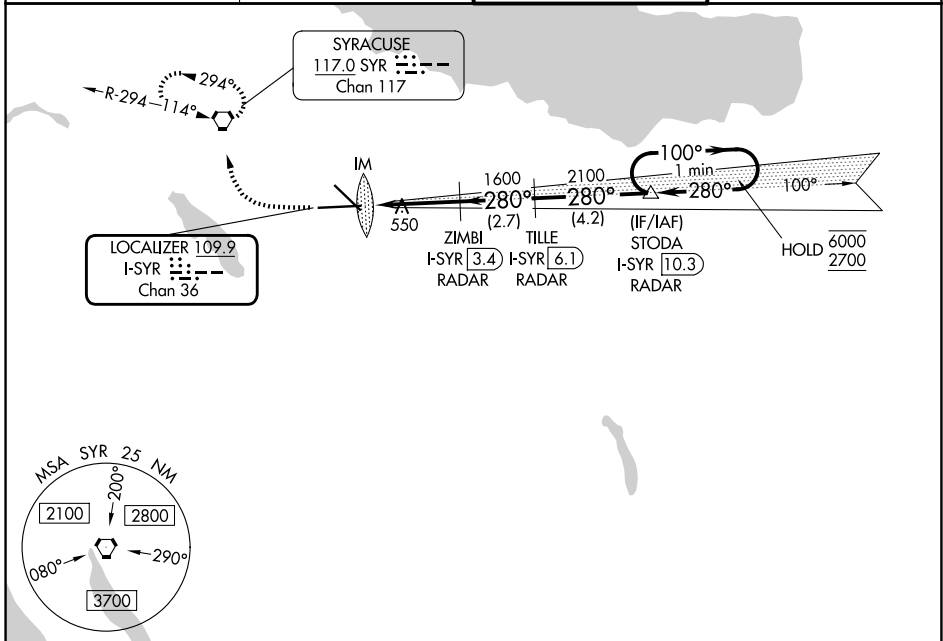 SYRACUSE
117.0 SYR
Chan 117
294°
R-294
114°
IM
LOCALIZER 109.9
I-SYR
Chan 36
550
1600
280°
(2.7)
2100
280°
(4.2)
100°
1 min
280°
100°
ZIMBI
I-SYR 3.4
RADAR
TILLE
I-SYR 6.1
RADAR
(IF/IAF)
STODA
I-SYR 10.3
RADAR
HOLD 6000
2700
MSA SYR 25 NM
200°
2100
2800
080°
290°
3700